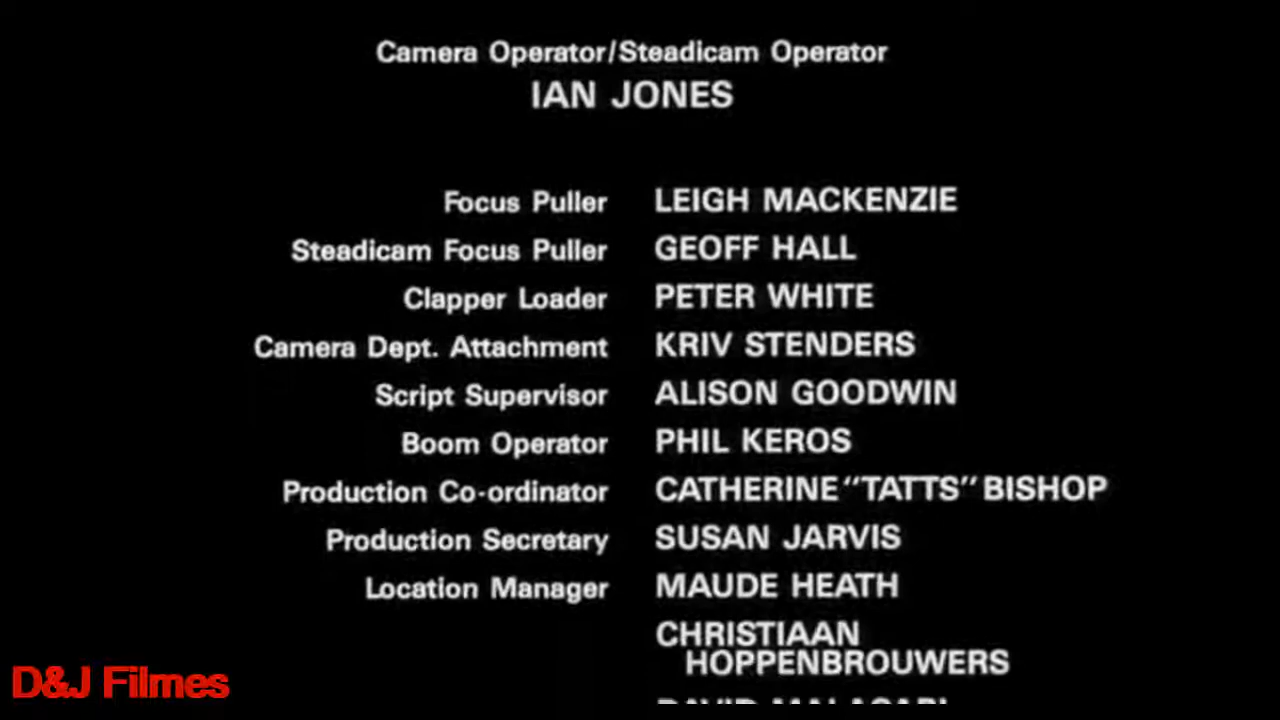 Camera Operator/Steadicam Operator
IAN JONES
Focus Puller LEIGH MACKENZIE
Steadicam Focus Puller GEOFF HALL
Clapper Loader PETER WHITE
Camera Dept. Attachment KRIV STENDERS
Script Supervisor ALISON GOODWIN
Boom Operator PHIL KEROS
Production Co-ordinator CATHERINE "TATTS" BISHOP
Production Secretary SUSAN JARVIS
Location Manager MAUDE HEATH
CHRISTIAAN
HOPPENBROUWERS
DAVID
D&J Filmes